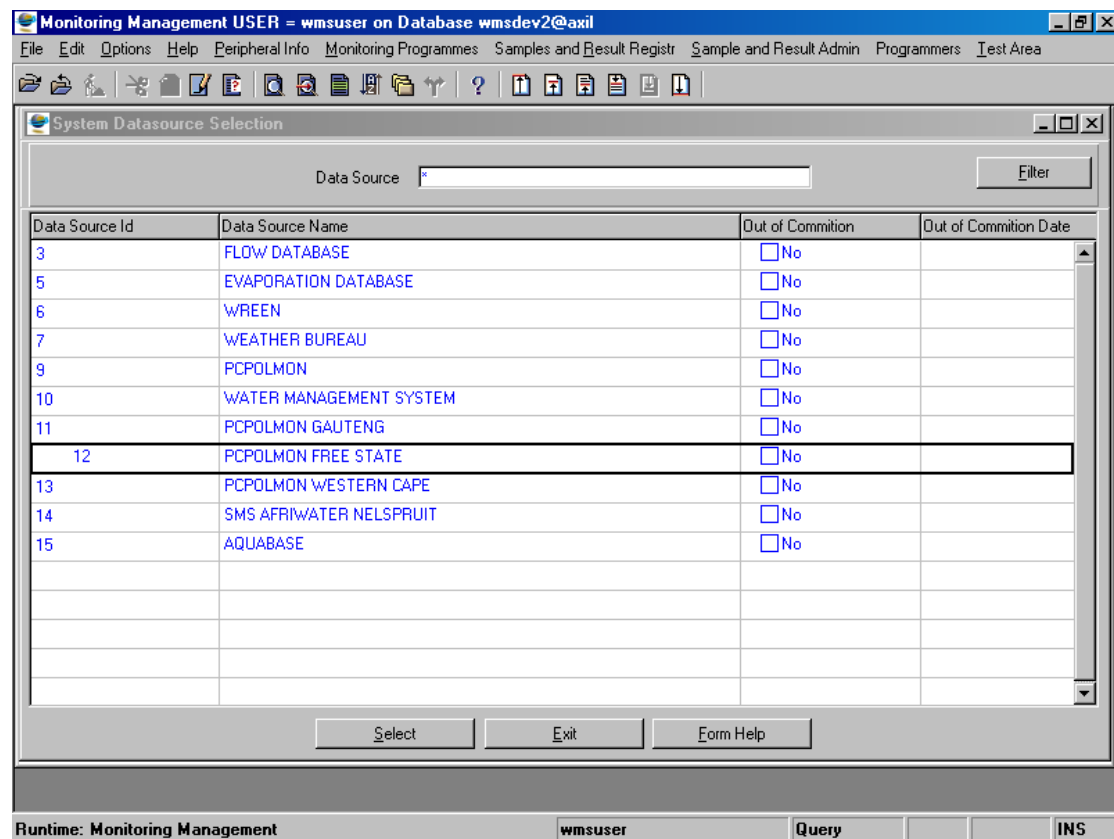 Monitoring Management USER = wmsuser on Database wmsdev2@axil
File Edit Options Help Peripheral Info Monitoring Programmes Samples and Result Registr Sample and Result Admin Programmers Test Area
System Datasource Selection
Data Source * Filter
Data Source Id Data Source Name Out of Commition Out of Commition Date
3 FLOW DATABASE No
5 EVAPORATION DATABASE No
6 WREEN No
7 WEATHER BUREAU No
9 PCPOLMON No
10 WATER MANAGEMENT SYSTEM No
11 PCPOLMON GAUTENG No
12 PCPOLMON FREE STATE No
13 PCPOLMON WESTERN CAPE No
14 SMS AFRIWATER NELSPRUIT No
15 AQUABASE No
Select Exit Form Help
Runtime: Monitoring Management wmsuser Query INS